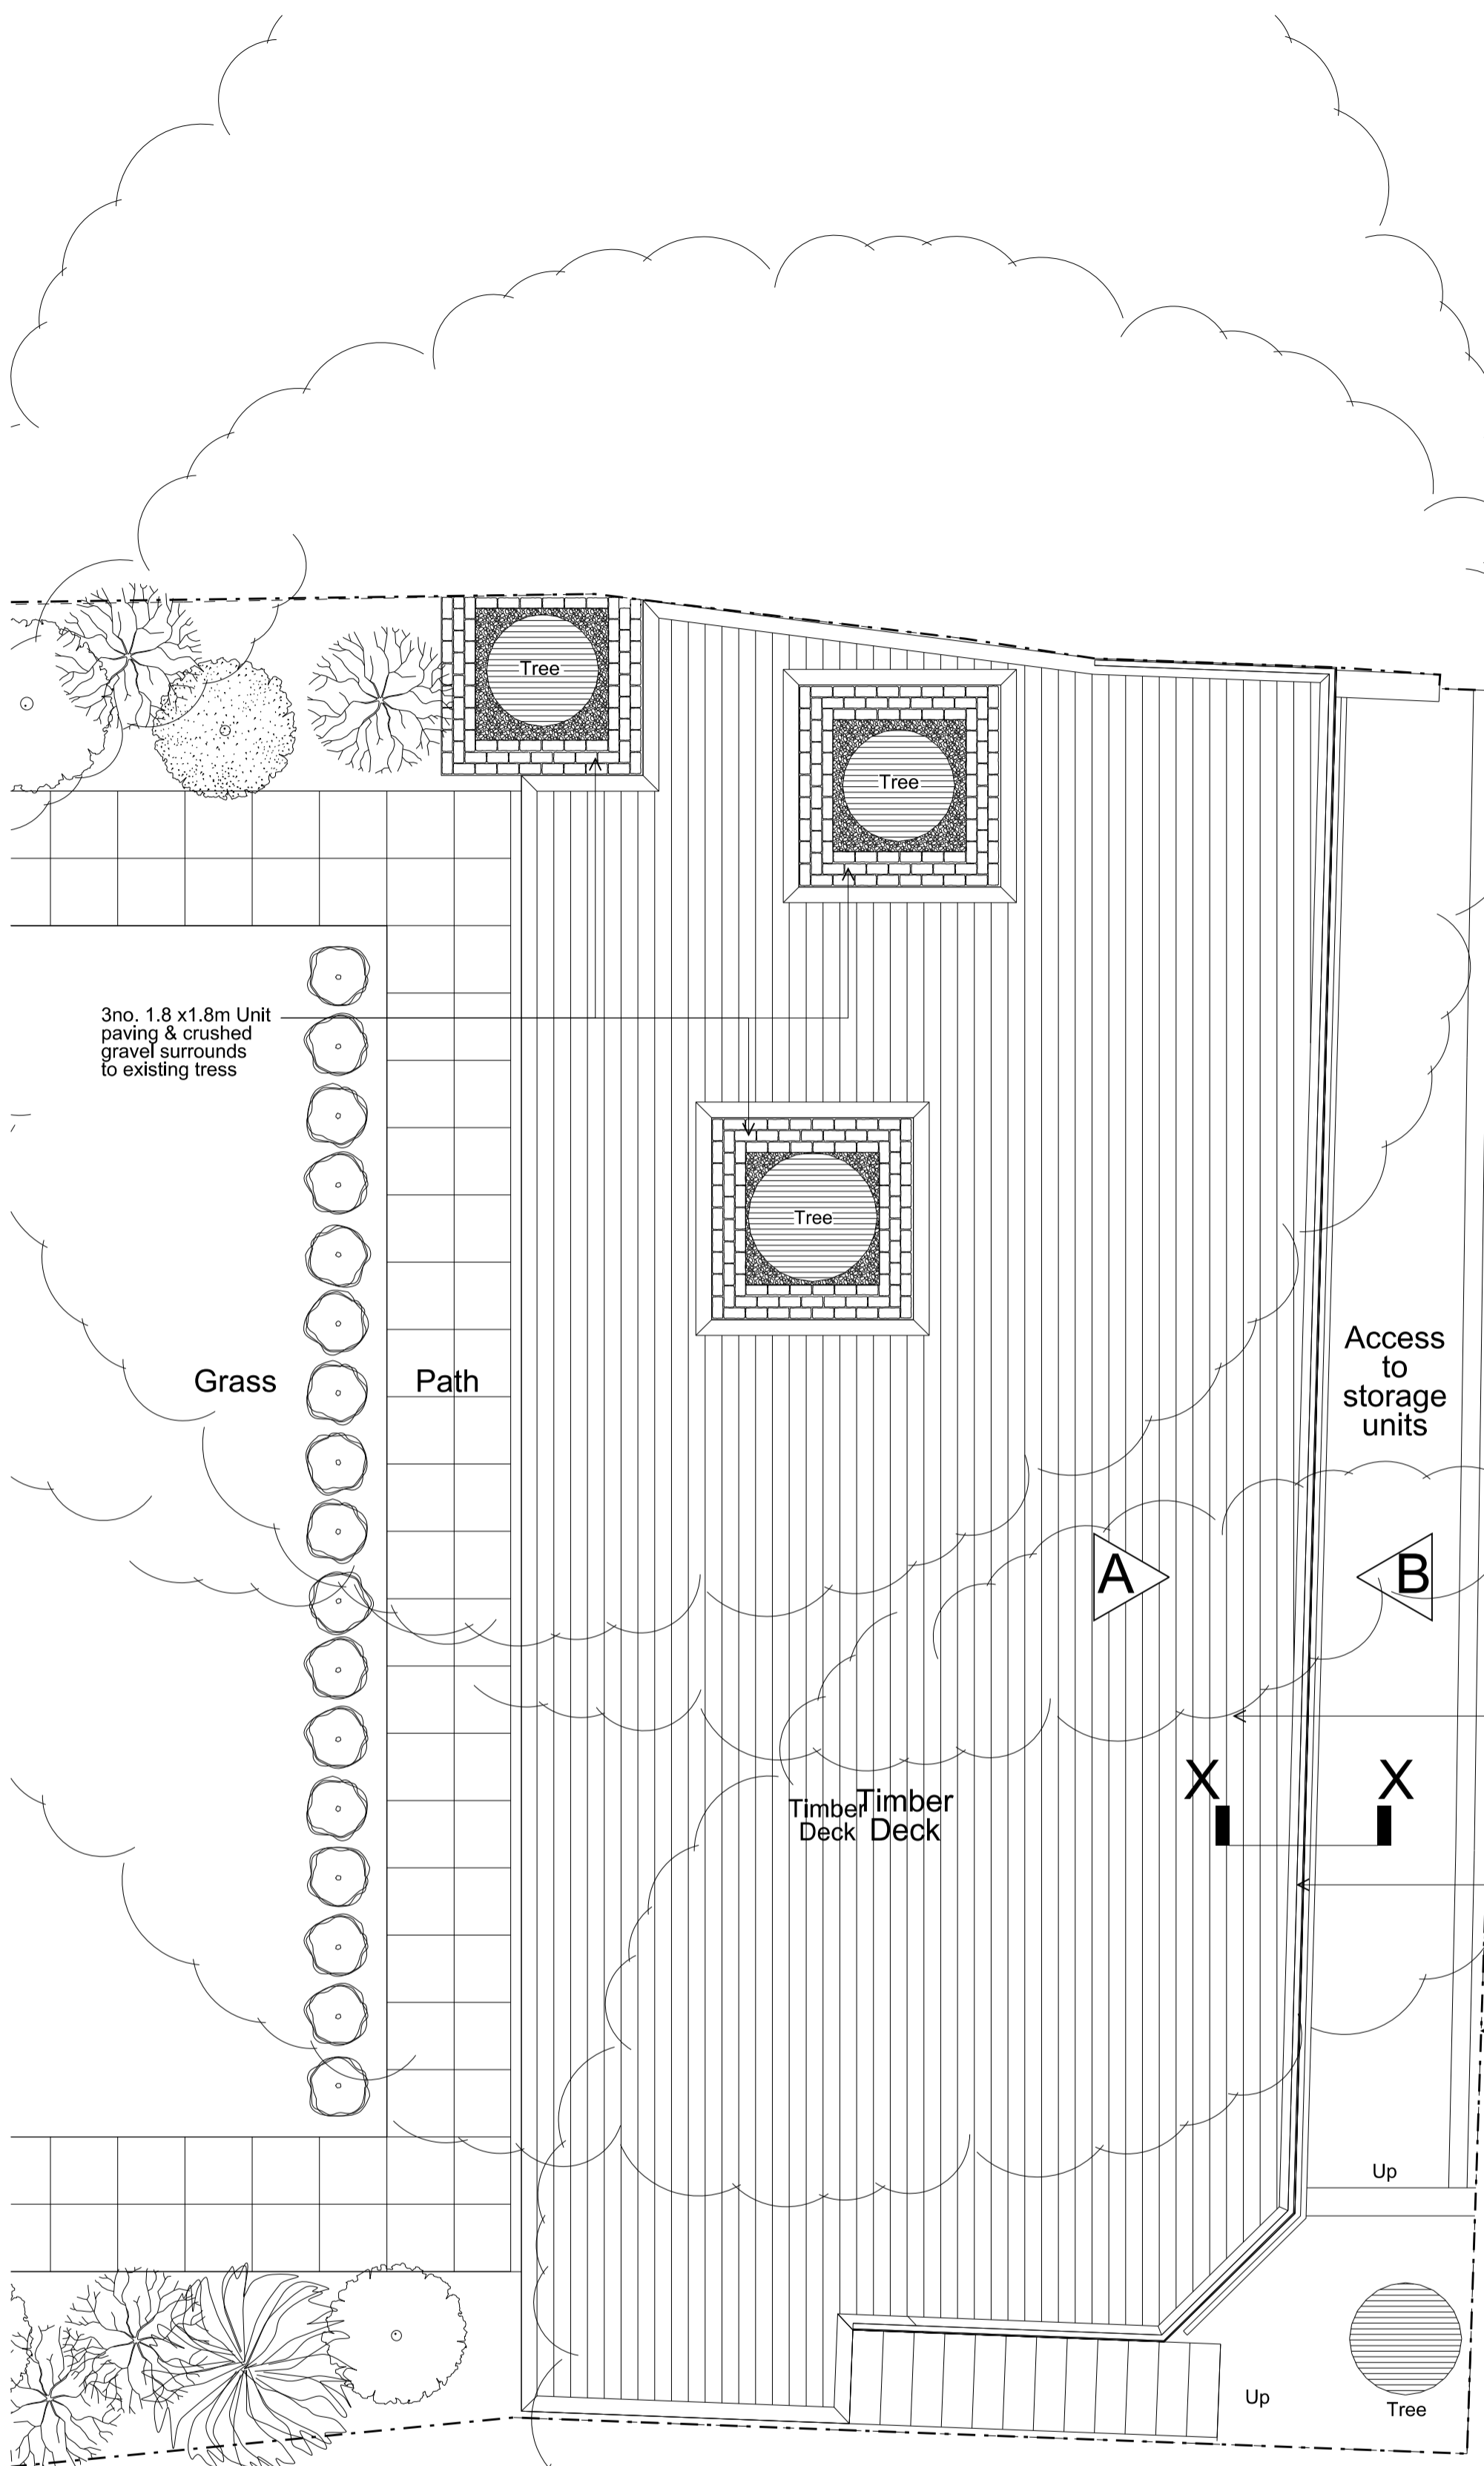 Tree
Tree
3no. 1.8 x1.8m Unit
paving & crushed
gravel surrounds
to existing tress
Tree
Grass
Path
Access
to
storage
units
A
B
X
X
Timber
Deck
Timber
Deck
Up
Up
Tree